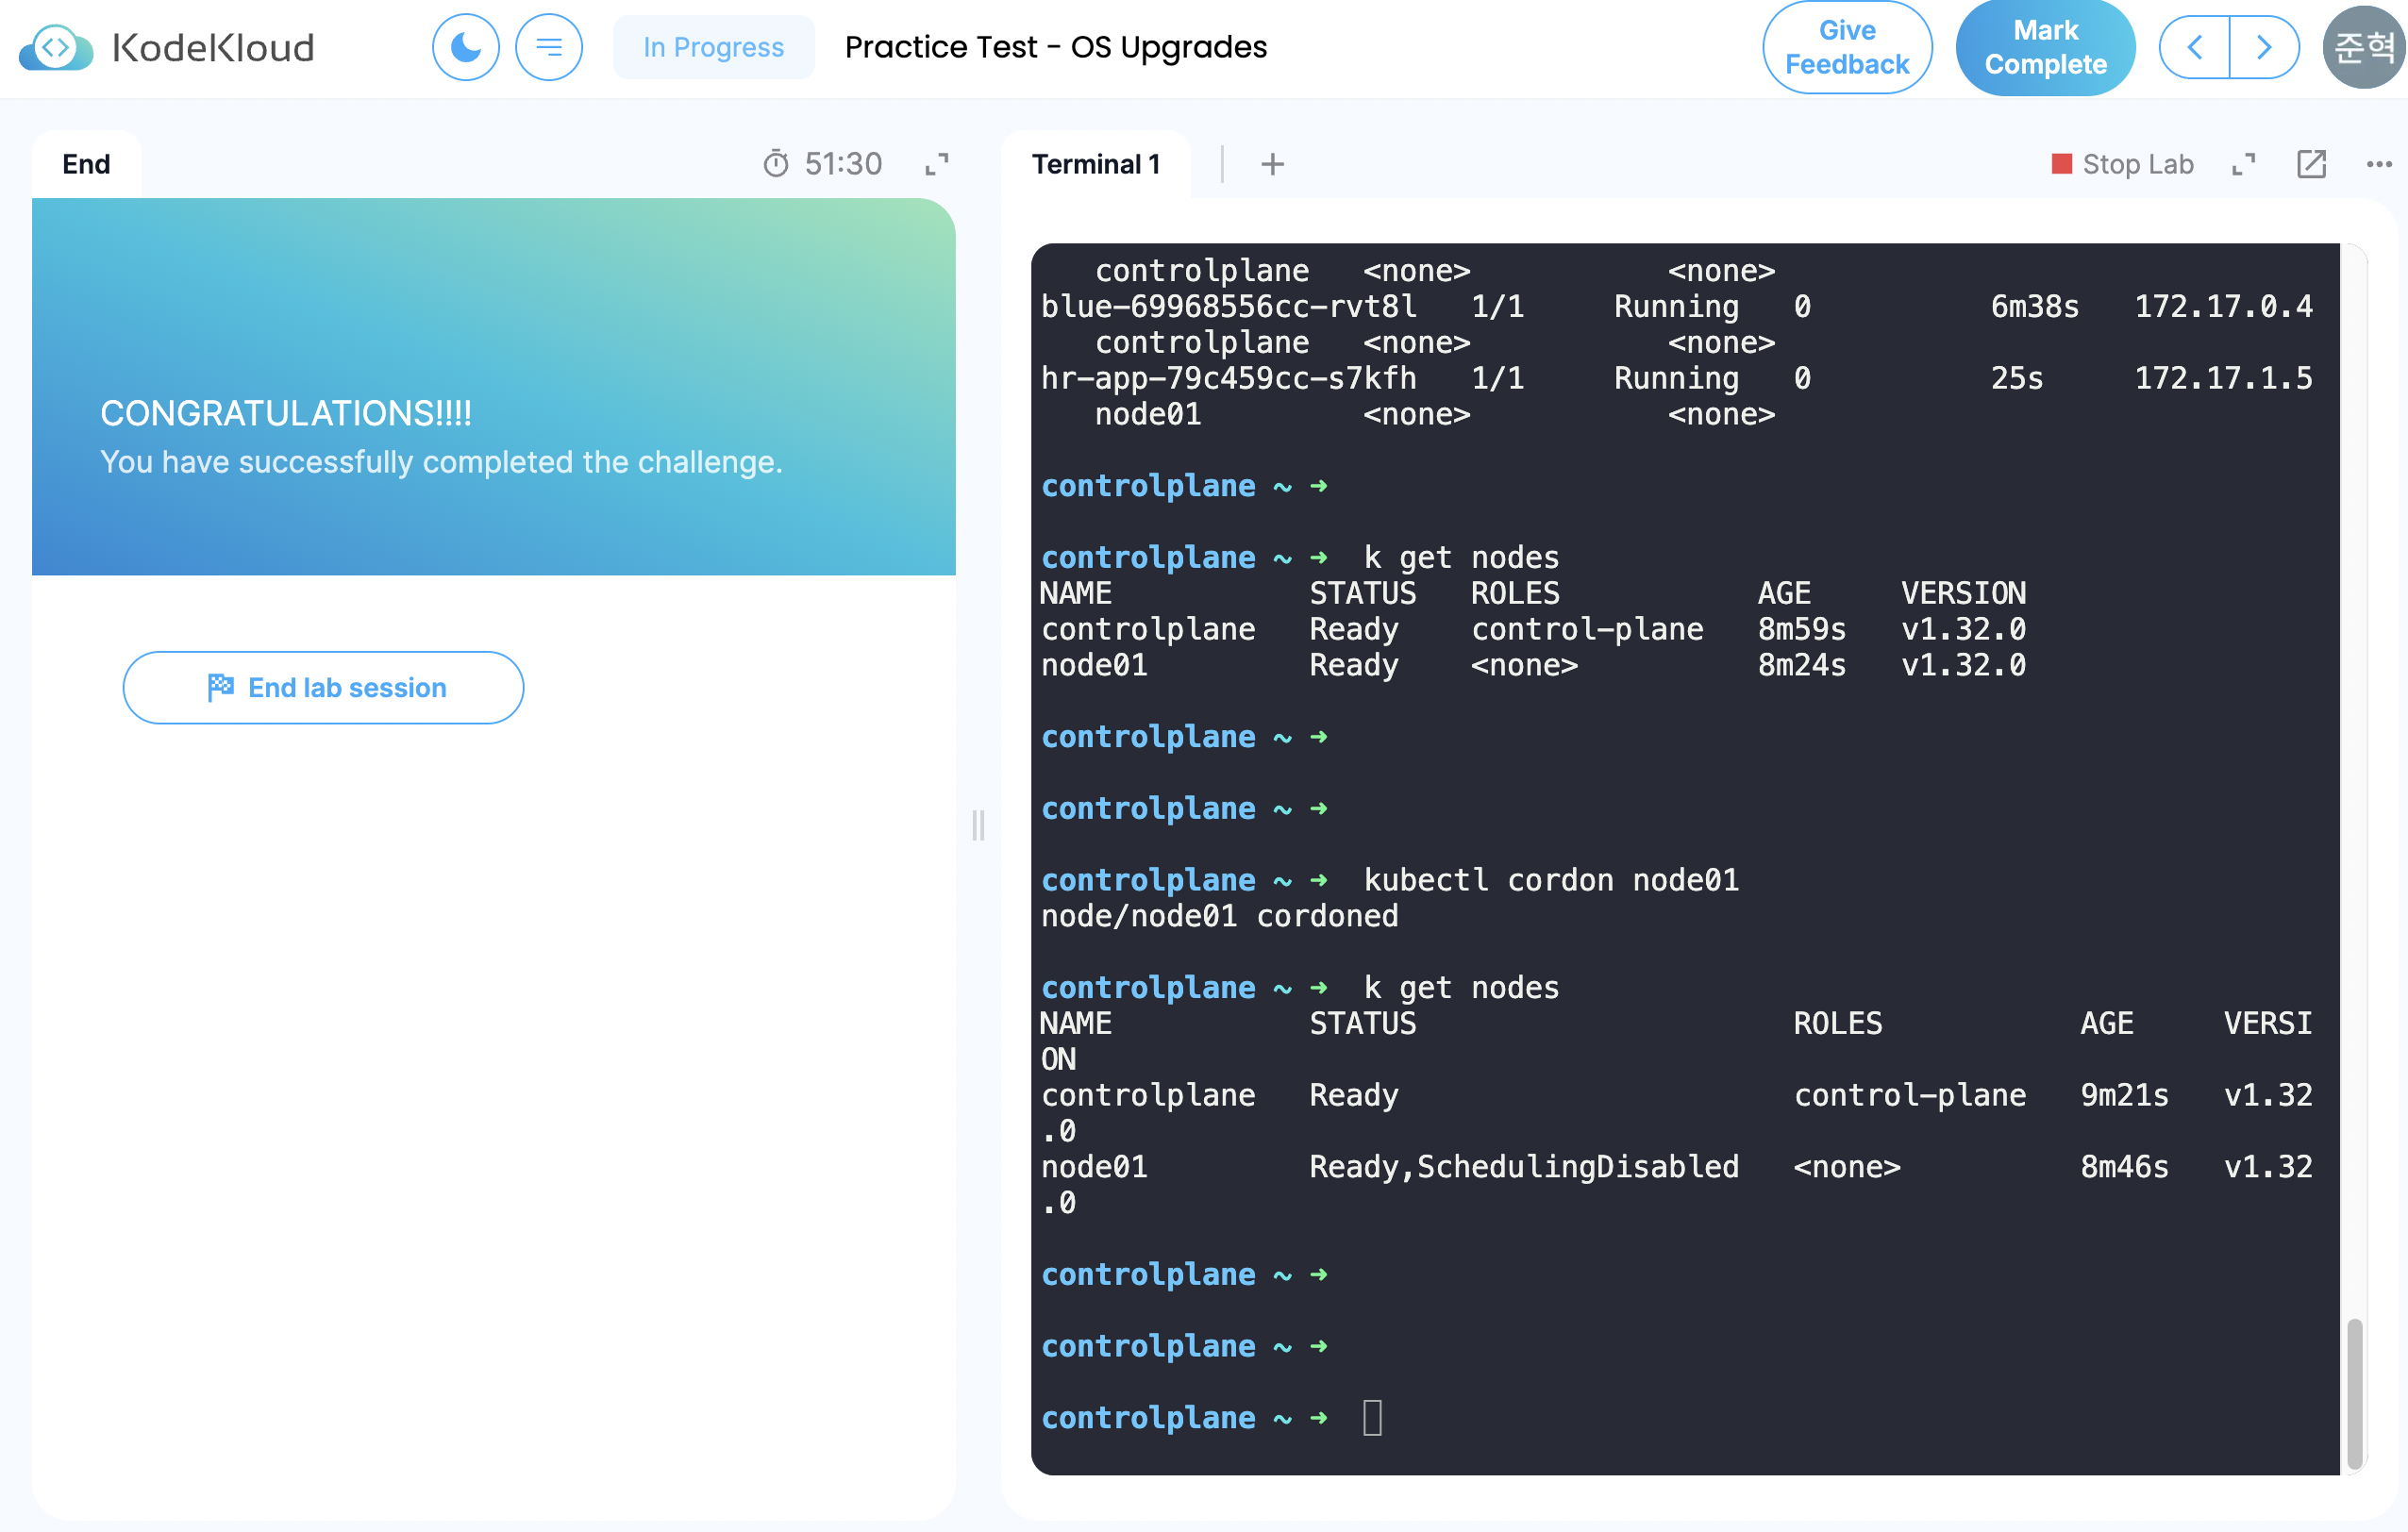 KodeKloud
In Progress
Practice Test - OS Upgrades
Give
Feedback
Mark
Complete
준혁
End
51:30
CONGRATULATIONS!!!!
You have successfully completed the challenge.
End lab session
Terminal 1
+
Stop Lab
controlplane   <none>           <none>
blue-69968556cc-rvt8l   1/1     Running   0          6m38s   172.17.0.4
controlplane   <none>           <none>
hr-app-79c459cc-s7kfh   1/1     Running   0          25s     172.17.1.5
node01         <none>           <none>
controlplane ~ ➜
controlplane ~ ➜  k get nodes
NAME           STATUS   ROLES           AGE     VERSION
controlplane   Ready    control-plane   8m59s   v1.32.0
node01         Ready    <none>          8m24s   v1.32.0
controlplane ~ ➜
controlplane ~ ➜
controlplane ~ ➜  kubectl cordon node01
node/node01 cordoned
controlplane ~ ➜  k get nodes
NAME           STATUS                     ROLES           AGE     VERSI
ON
controlplane   Ready                      control-plane   9m21s   v1.32
.0
node01         Ready,SchedulingDisabled   <none>          8m46s   v1.32
.0
controlplane ~ ➜
controlplane ~ ➜
controlplane ~ ➜